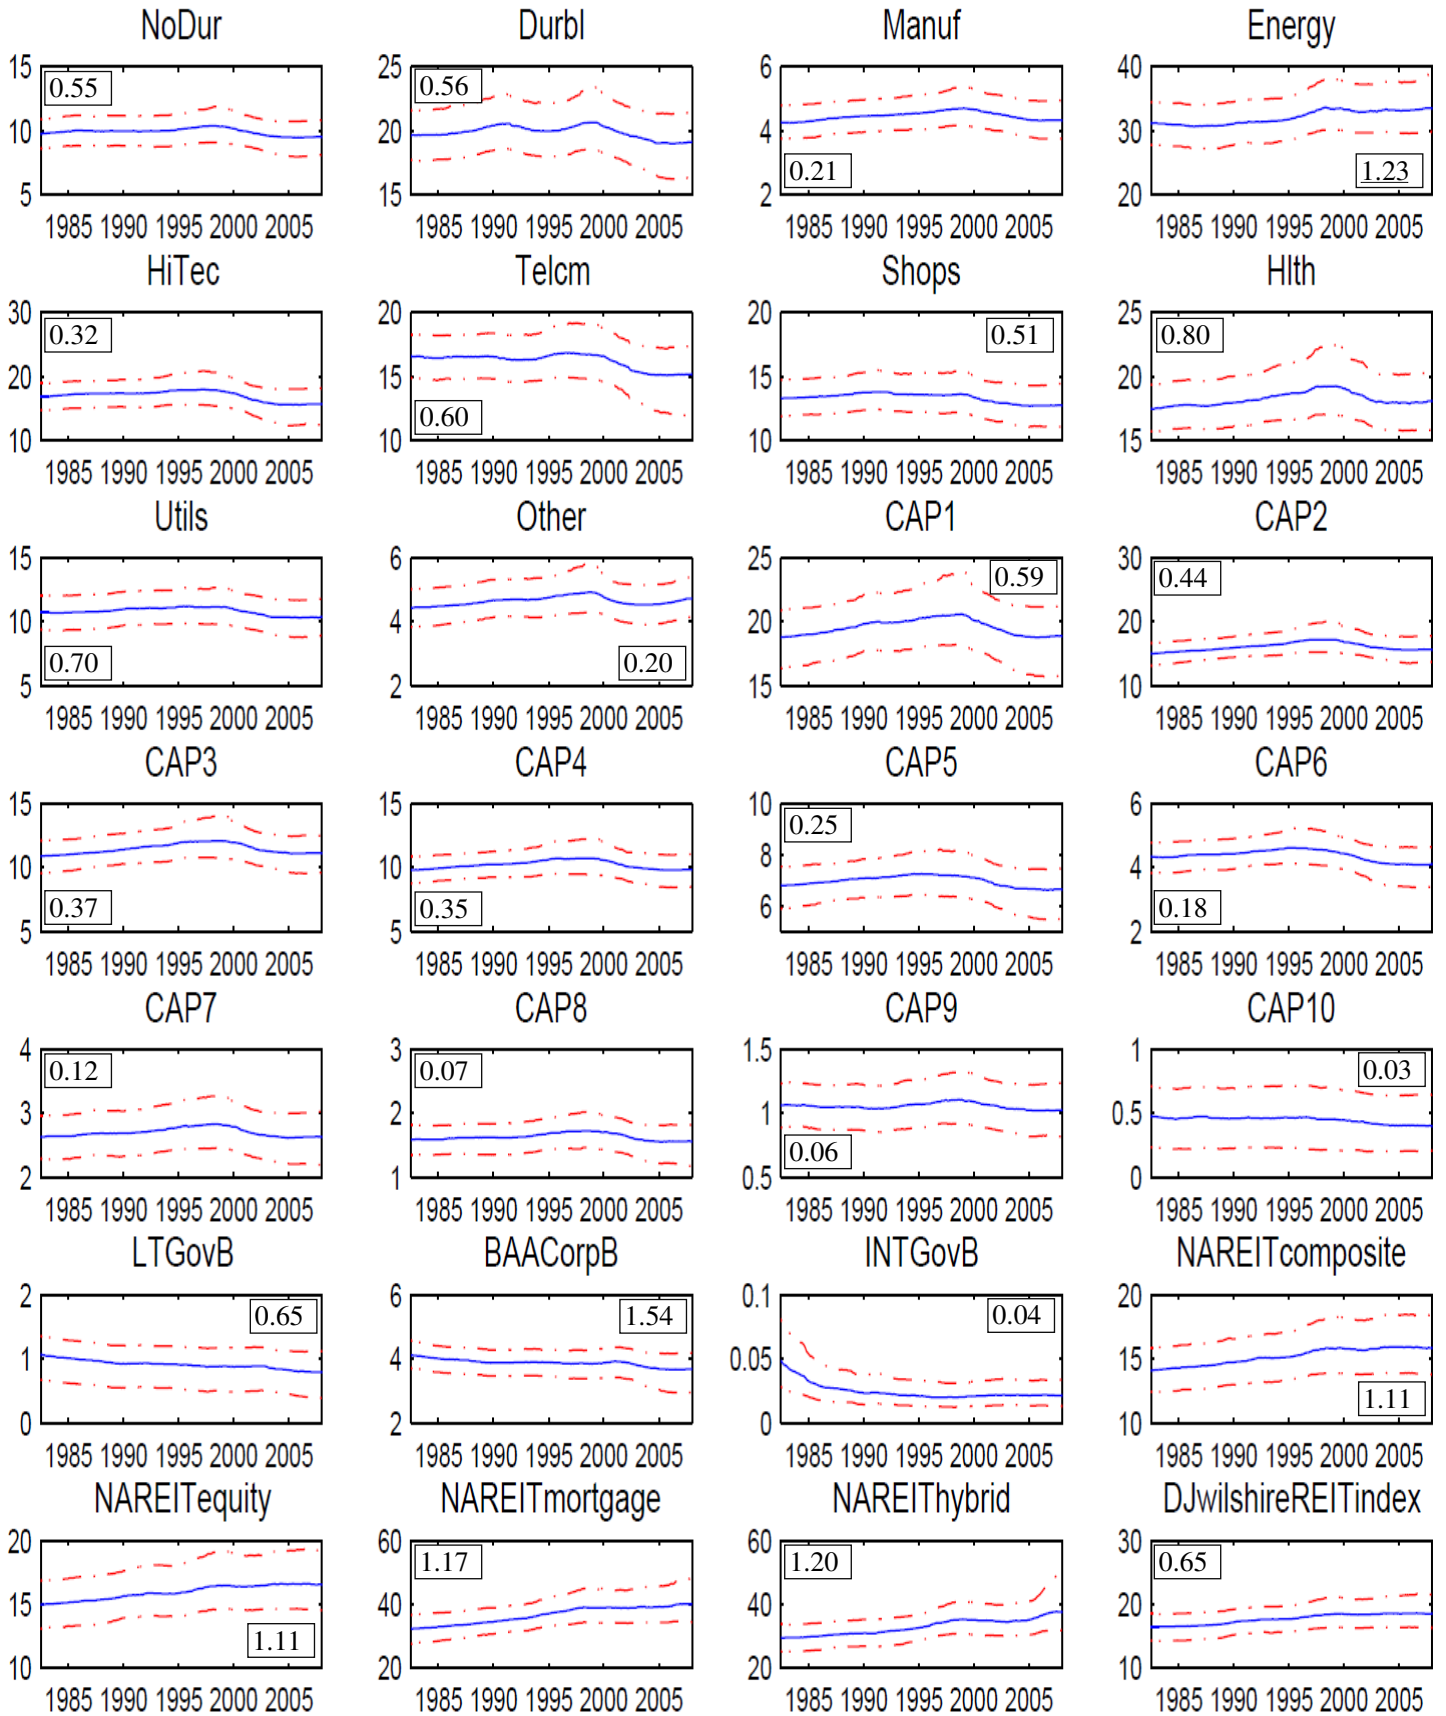 NoDur Durbl Manuf Energy
15 10 5 0.55 25 20 15 0.56 6 4 2 0.21 40 30 20 1.23
1985 1990 1995 2000 2005 1985 1990 1995 2000 2005 1985 1990 1995 2000 2005 1985 1990 1995 2000 2005
HiTec Telcm Shops Hlth
30 20 10 0.32 20 15 10 0.60 20 15 10 0.51 25 20 15 0.80
1985 1990 1995 2000 2005 1985 1990 1995 2000 2005 1985 1990 1995 2000 2005 1985 1990 1995 2000 2005
Utils Other CAP1 CAP2
15 10 5 0.70 6 4 2 0.20 25 20 15 0.59 30 20 10 0.44
1985 1990 1995 2000 2005 1985 1990 1995 2000 2005 1985 1990 1995 2000 2005 1985 1990 1995 2000 2005
CAP3 CAP4 CAP5 CAP6
15 10 5 0.37 15 10 5 0.35 10 8 6 0.25 6 4 2 0.18
1985 1990 1995 2000 2005 1985 1990 1995 2000 2005 1985 1990 1995 2000 2005 1985 1990 1995 2000 2005
CAP7 CAP8 CAP9 CAP10
4 3 2 0.12 3 2 1 0.07 1.5 1 0.5 0.06 1 0.5 0 0.03
1985 1990 1995 2000 2005 1985 1990 1995 2000 2005 1985 1990 1995 2000 2005 1985 1990 1995 2000 2005
LTGovB BAACorpB INTGovB NAREITcomposite
2 1 0 0.65 6 4 2 1.54 0.1 0.05 0 0.04 20 15 10 1.11
1985 1990 1995 2000 2005 1985 1990 1995 2000 2005 1985 1990 1995 2000 2005 1985 1990 1995 2000 2005
NAREITequity NAREITmortgage NAREIThybrid DJwilshireREITindex
20 15 10 1.11 60 40 20 1.17 60 40 20 1.20 30 20 10 0.65
1985 1990 1995 2000 2005 1985 1990 1995 2000 2005 1985 1990 1995 2000 2005 1985 1990 1995 2000 2005